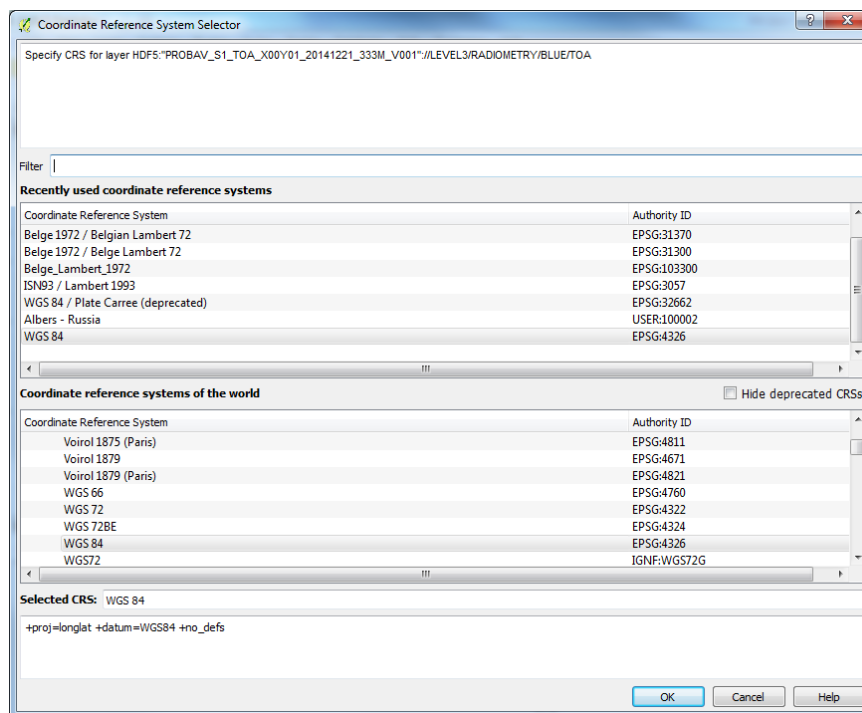 Coordinate Reference System Selector
Specify CRS for layer HDF5:"PROBAV_S1_TOA_X00Y01_20141221_333M_V001"://LEVEL3/RADIOMETRY/BLUE/TOA
Filter
Recently used coordinate reference systems
Coordinate Reference System Authority ID
Belge 1972 / Belgian Lambert 72 EPSG:31370
Belge 1972 / Belge Lambert 72 EPSG:31300
Belge_Lambert_1972 EPSG:103300
ISN93 / Lambert 1993 EPSG:3057
WGS 84 / Plate Carree (deprecated) EPSG:32662
Albers - Russia USER:100002
WGS 84 EPSG:4326
Coordinate reference systems of the world Hide deprecated CRSs
Coordinate Reference System Authority ID
Voirol 1875 (Paris) EPSG:4811
Voirol 1879 EPSG:4671
Voirol 1879 (Paris) EPSG:4821
WGS 66 EPSG:4760
WGS 72 EPSG:4322
WGS 72BE EPSG:4324
WGS 84 EPSG:4326
WGS72 IGNF:WGS72G
Selected CRS: WGS 84
+proj=longlat +datum=WGS84 +no_defs
OK Cancel Help